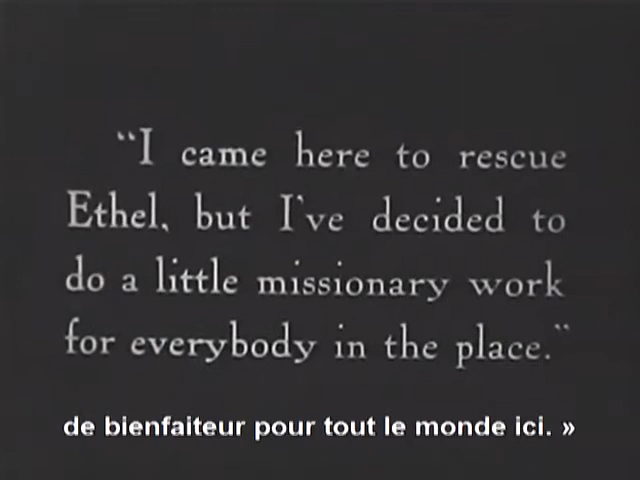 "I came here to rescue
Ethel, but I've decided to
do a little missionary work
for everybody in the place."
de bienfaiteur pour tout le monde ici. »